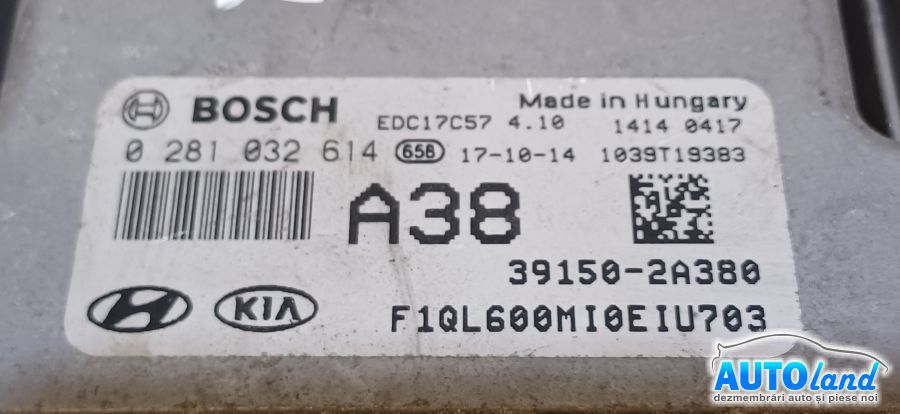 BOSCH
Made in Hungary
EDC17C57 4.10
1414 0417
0 281 032 614 658 17-10-14 1039T19383
A38
39150-2A380
KIA
F1QL600MI0EIU703
AUTOland
dezmembrări auto și piese noi